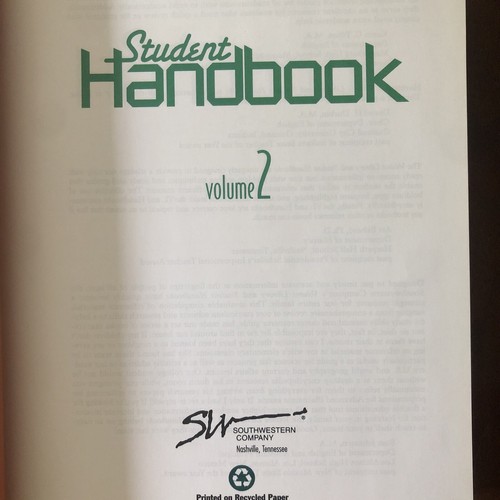 Student
Handbook
volume 2
SW
SOUTHWESTERN
COMPANY
Nashville, Tennessee
Printed on Recycled Paper